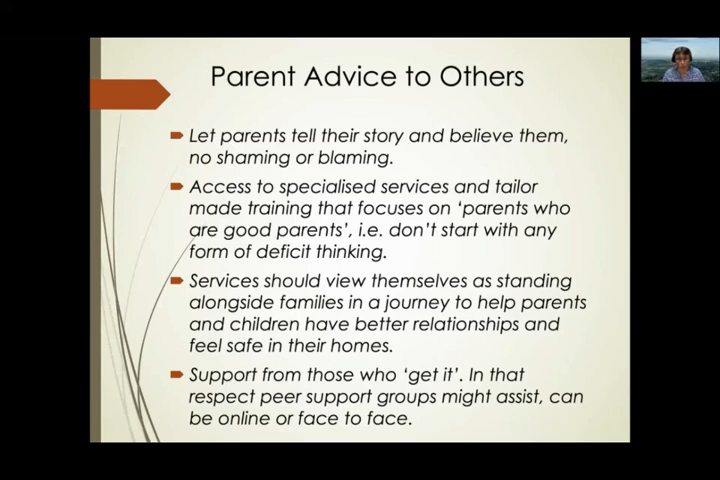 Parent Advice to Others
Let parents tell their story and believe them,
no shaming or blaming.
Access to specialised services and tailor
made training that focuses on ‘parents who
are good parents’, i.e. don’t start with any
form of deficit thinking.
Services should view themselves as standing
alongside families in a journey to help parents
and children have better relationships and
feel safe in their homes.
Support from those who ‘get it’. In that
respect peer support groups might assist, can
be online or face to face.